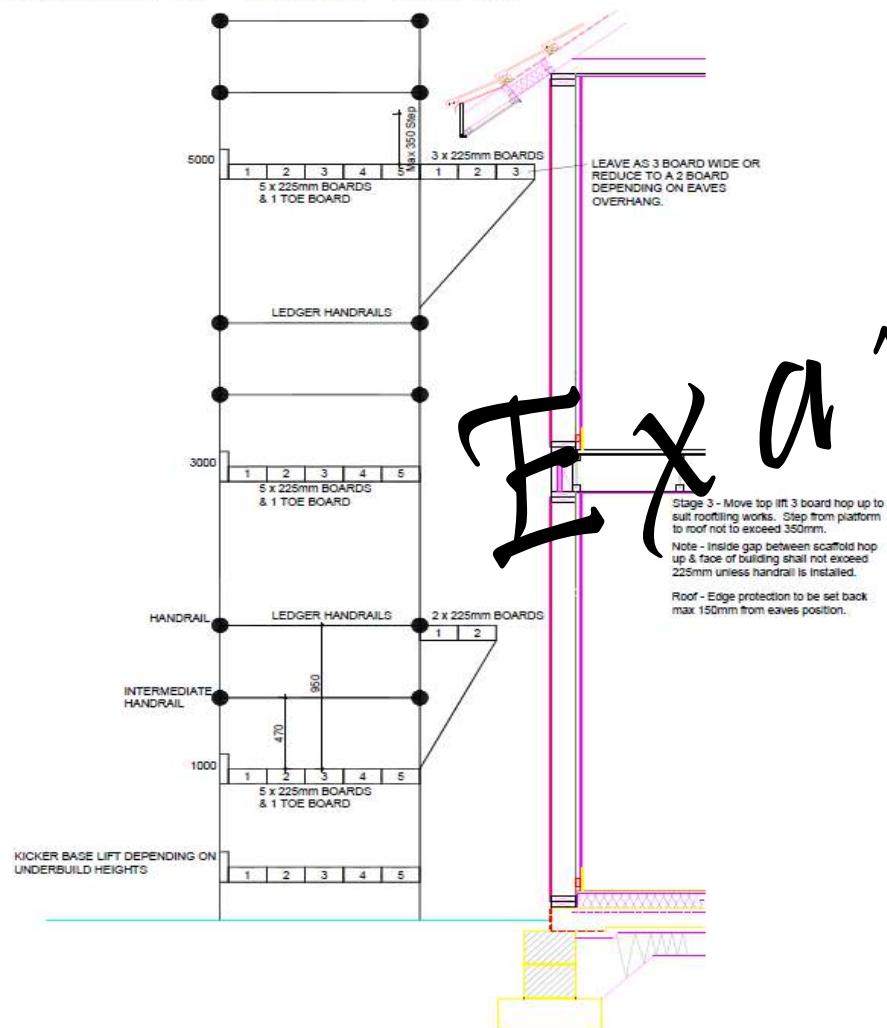 Max 350 Step
5000
3 x 225mm BOARDS
1 2 3 4 5 1 2 3
5 x 225mm BOARDS
& 1 TOE BOARD
LEAVE AS 3 BOARD WIDE OR
REDUCE TO A 2 BOARD
DEPENDING ON EAVES
OVERHANG.
LEDGER HANDRAILS
Exa
3000
1 2 3 4 5
5 x 225mm BOARDS
& 1 TOE BOARD
Stage 3 - Move top lift 3 board hop up to
suit rooftiling works. Step from platform
to roof not to exceed 350mm.
Note - Inside gap between scaffold hop
up & face of building shall not exceed
225mm unless handrail is installed.
Roof - Edge protection to be set back
max 150mm from eaves position.
HANDRAIL
LEDGER HANDRAILS
2 x 225mm BOARDS
1 2
950
INTERMEDIATE
HANDRAIL
470
1000
1 2 3 4 5
5 x 225mm BOARDS
& 1 TOE BOARD
KICKER BASE LIFT DEPENDING ON
UNDERBUILD HEIGHTS
1 2 3 4 5